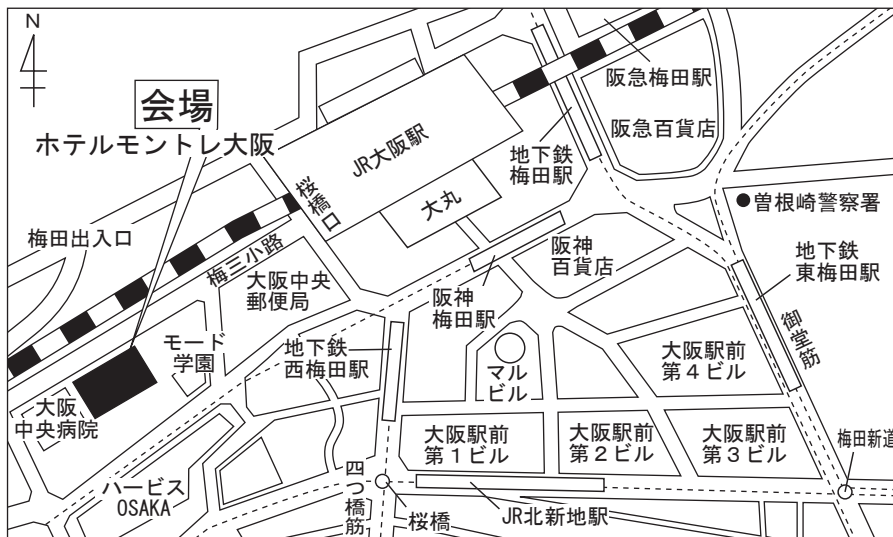 N
会場
ホテルモントレ大阪
梅田出入口
梅三小路
桜橋口
JR大阪駅
大丸
地下鉄
梅田駅
阪急梅田駅
阪急百貨店
曽根崎警察署
地下鉄
東梅田駅
御堂筋
阪神
百貨店
阪神
梅田駅
大阪中央
郵便局
モード
学園
地下鉄
西梅田駅
マル
ビル
大阪駅前
第4ビル
大阪
中央病院
大阪駅前
第1ビル
大阪駅前
第2ビル
大阪駅前
第3ビル
梅田新道
ハービス
OSAKA
四つ橋筋
桜橋
JR北新地駅